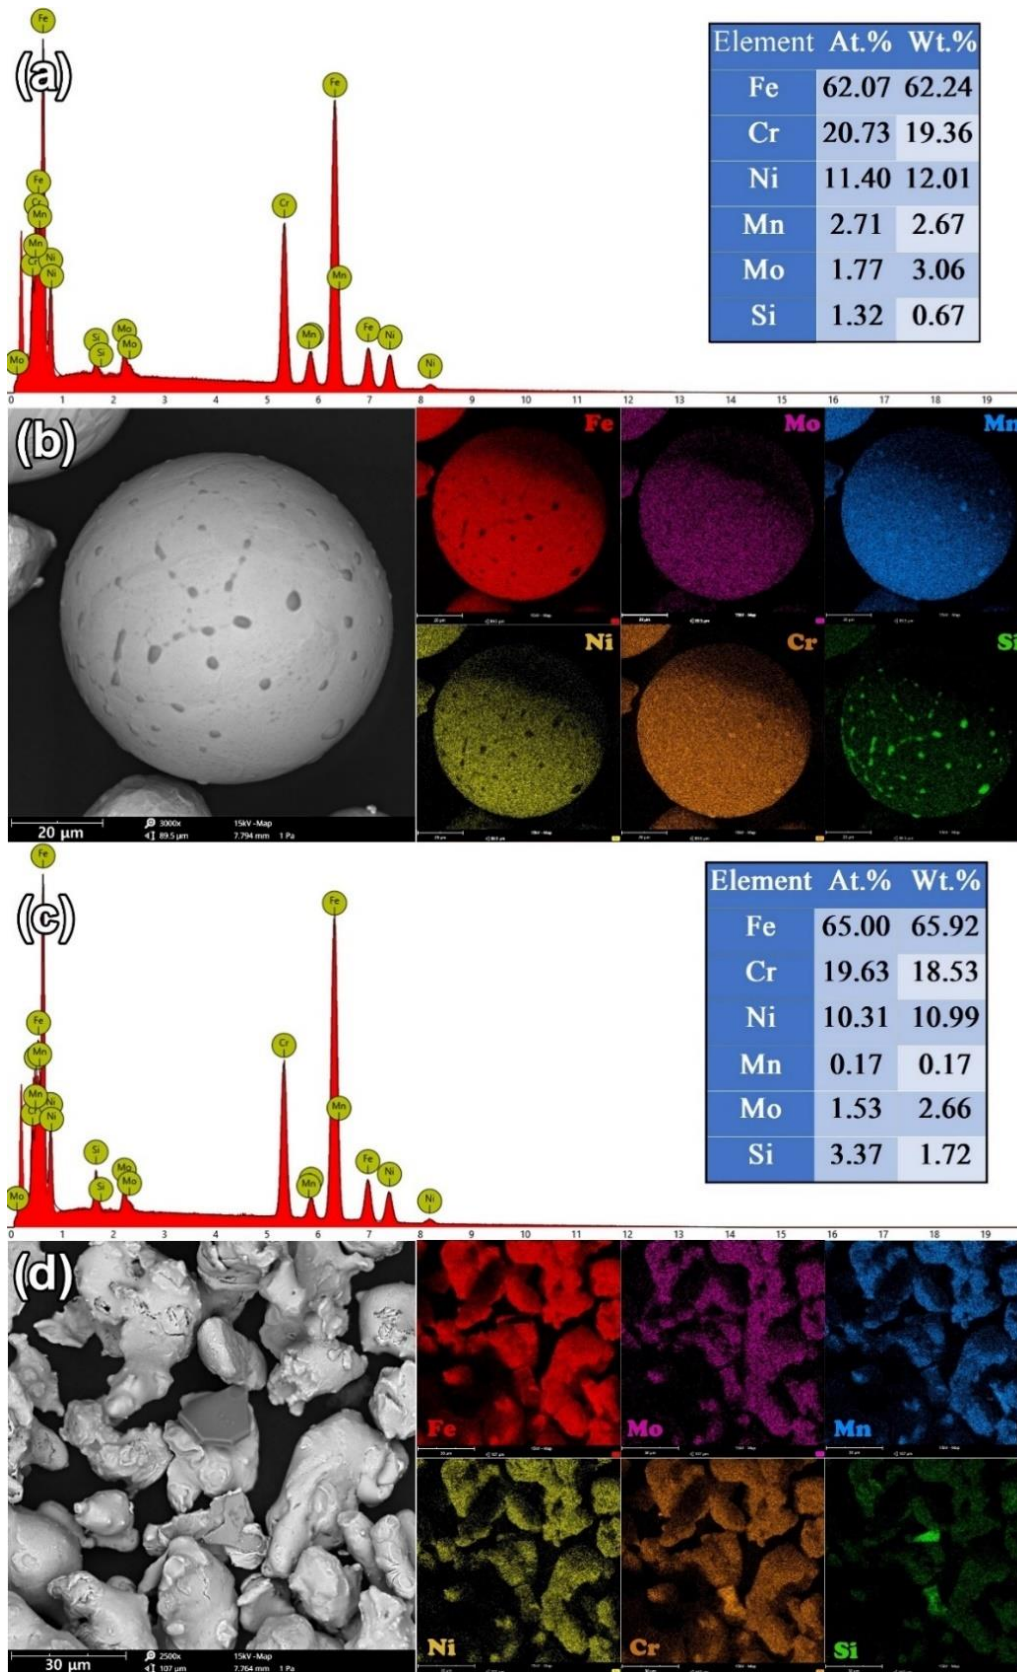 Fe
(a)
Fe
Fe
Cr
Mn
Mn
Cr
Ni
Ni
Mo
Si
Si
Mo
Mo
Cr
Mn
Mn
Fe
Ni
Ni
0 1 2 3 4 5 6 7 8 9 10 11 12 13 14 15 16 17 18 19
Element At.% Wt.%
Fe 62.07 62.24
Cr 20.73 19.36
Ni 11.40 12.01
Mn 2.71 2.67
Mo 1.77 3.06
Si 1.32 0.67
(b)
Fe
Mo
Mn
Ni
Cr
Si
20 µm
3000x 15kV -Map
89.5 µm 7.794 mm 1 Pa
Fe
(c)
Fe
Fe
Mn
Mn
Cr
Ni
Ni
Mo
Si
Si
Mo
Mo
Cr
Mn
Mn
Fe
Ni
Ni
0 1 2 3 4 5 6 7 8 9 10 11 12 13 14 15 16 17 18 19
Element At.% Wt.%
Fe 65.00 65.92
Cr 19.63 18.53
Ni 10.31 10.99
Mn 0.17 0.17
Mo 1.53 2.66
Si 3.37 1.72
(d)
Fe
Mo
Mn
Ni
Cr
Si
30 µm
2500x 15kV -Map
107 µm 7.764 mm 1 Pa